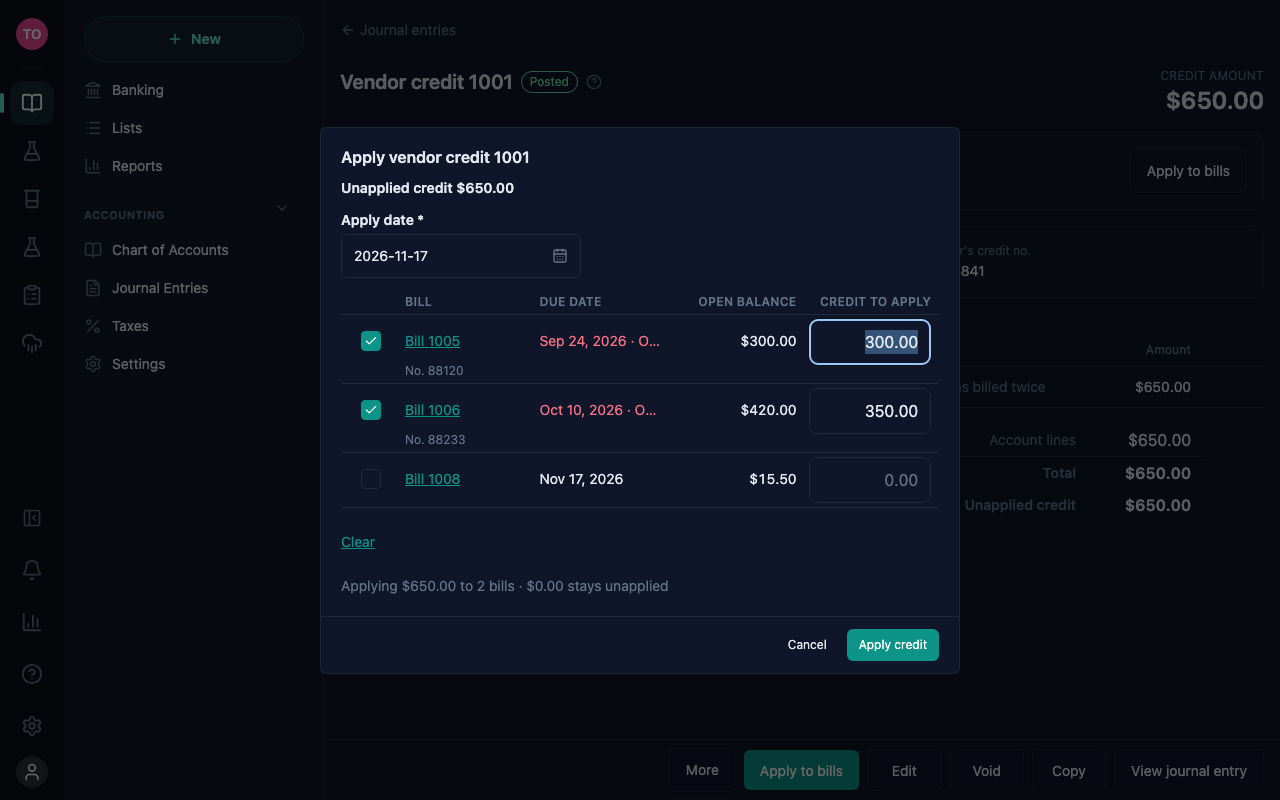 TO
New
Banking
Lists
Reports
ACCOUNTING
Chart of Accounts
Journal Entries
Taxes
Settings
Journal entries
Vendor credit 1001
Posted
CREDIT AMOUNT
$650.00
Apply to bills
r's credit no.
841
Amount
s billed twice
$650.00
Account lines
$650.00
Total
$650.00
Unapplied credit
$650.00
Apply vendor credit 1001
Unapplied credit $650.00
Apply date *
2026-11-17
BILL DUE DATE OPEN BALANCE CREDIT TO APPLY
Bill 1005 Sep 24, 2026 · O... $300.00 300.00
No. 88120
Bill 1006 Oct 10, 2026 · O... $420.00 350.00
No. 88233
Bill 1008 Nov 17, 2026 $15.50 0.00
Clear
Applying $650.00 to 2 bills · $0.00 stays unapplied
Cancel
Apply credit
More
Apply to bills
Edit
Void
Copy
View journal entry